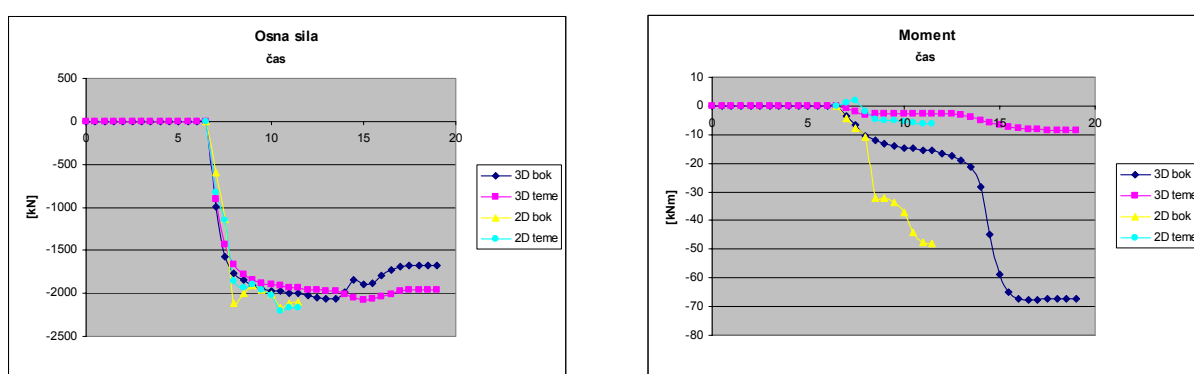 Osna sila
čas
500
0
-500
-1000
-1500
-2000
-2500
0 5 10 15 20
[kN]
3D bok
3D teme
2D bok
2D teme
Moment
čas
10
0
-10
-20
-30
-40
-50
-60
-70
-80
0 5 10 15 20
[kNm]
3D bok
3D teme
2D bok
2D teme